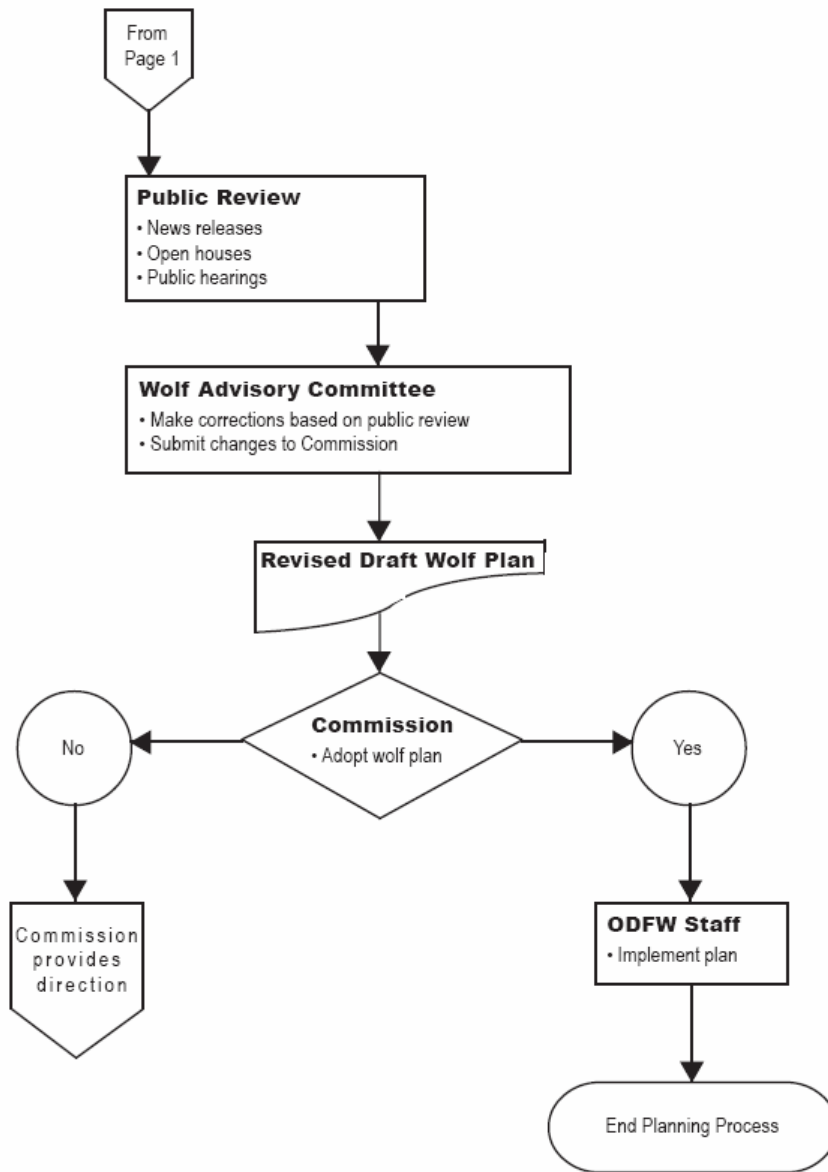 From
Page 1
Public Review
• News releases
• Open houses
• Public hearings
Wolf Advisory Committee
• Make corrections based on public review
• Submit changes to Commission
Revised Draft Wolf Plan
Commission
• Adopt wolf plan
No
Yes
Commission
provides
direction
ODFW Staff
• Implement plan
End Planning Process